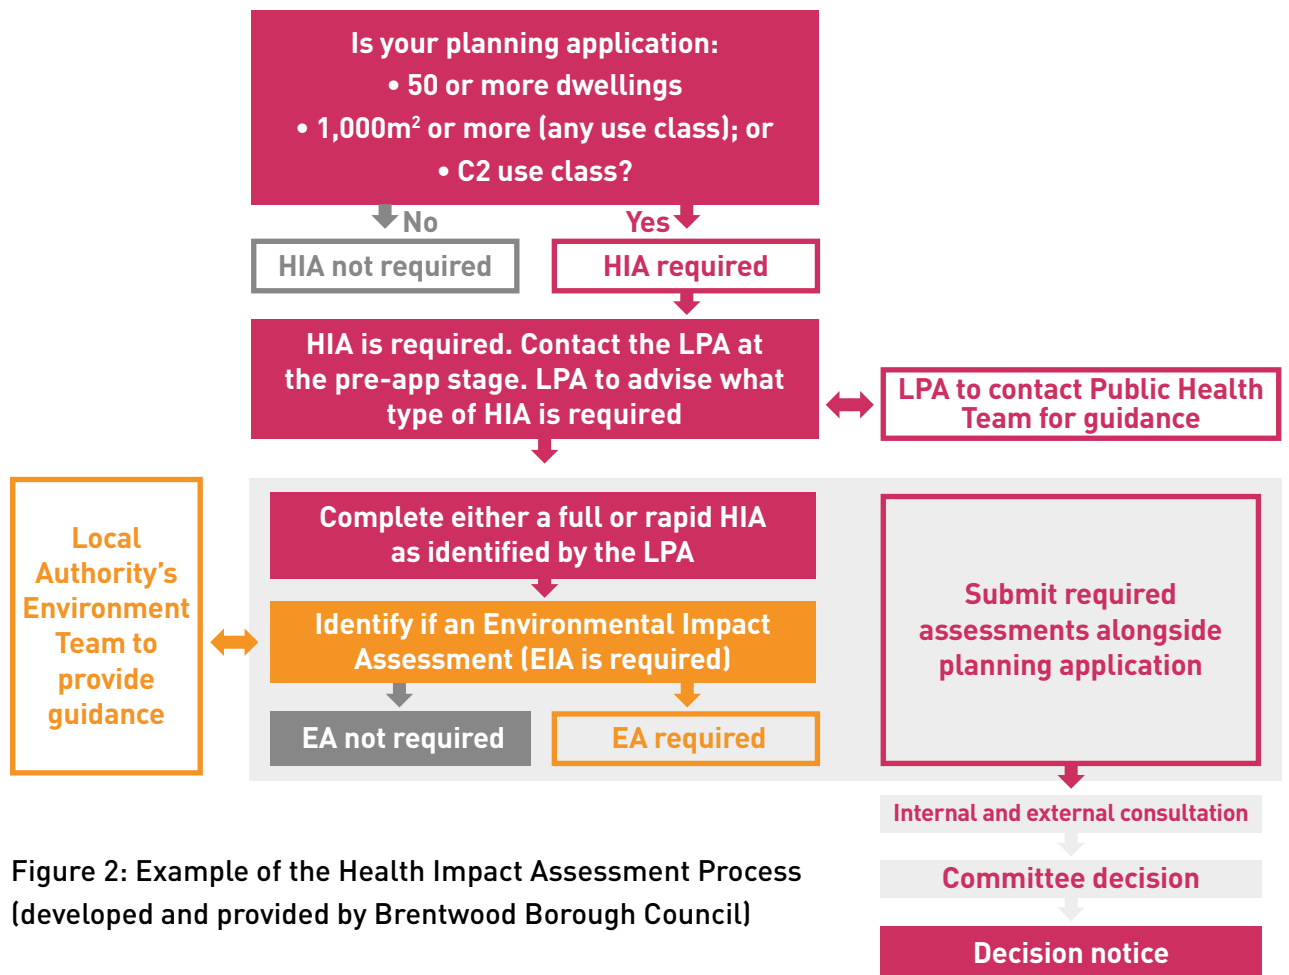 Is your planning application:
• 50 or more dwellings
• 1,000m² or more (any use class); or
• C2 use class?
No
Yes
HIA not required
HIA required
HIA is required. Contact the LPA at
the pre-app stage. LPA to advise what
type of HIA is required
LPA to contact Public Health
Team for guidance
Local
Authority's
Environment
Team to
provide
guidance
Complete either a full or rapid HIA
as identified by the LPA
Identify if an Environmental Impact
Assessment (EIA is required)
EA not required
EA required
Submit required
assessments alongside
planning application
Internal and external consultation
Committee decision
Decision notice
Figure 2: Example of the Health Impact Assessment Process
(developed and provided by Brentwood Borough Council)